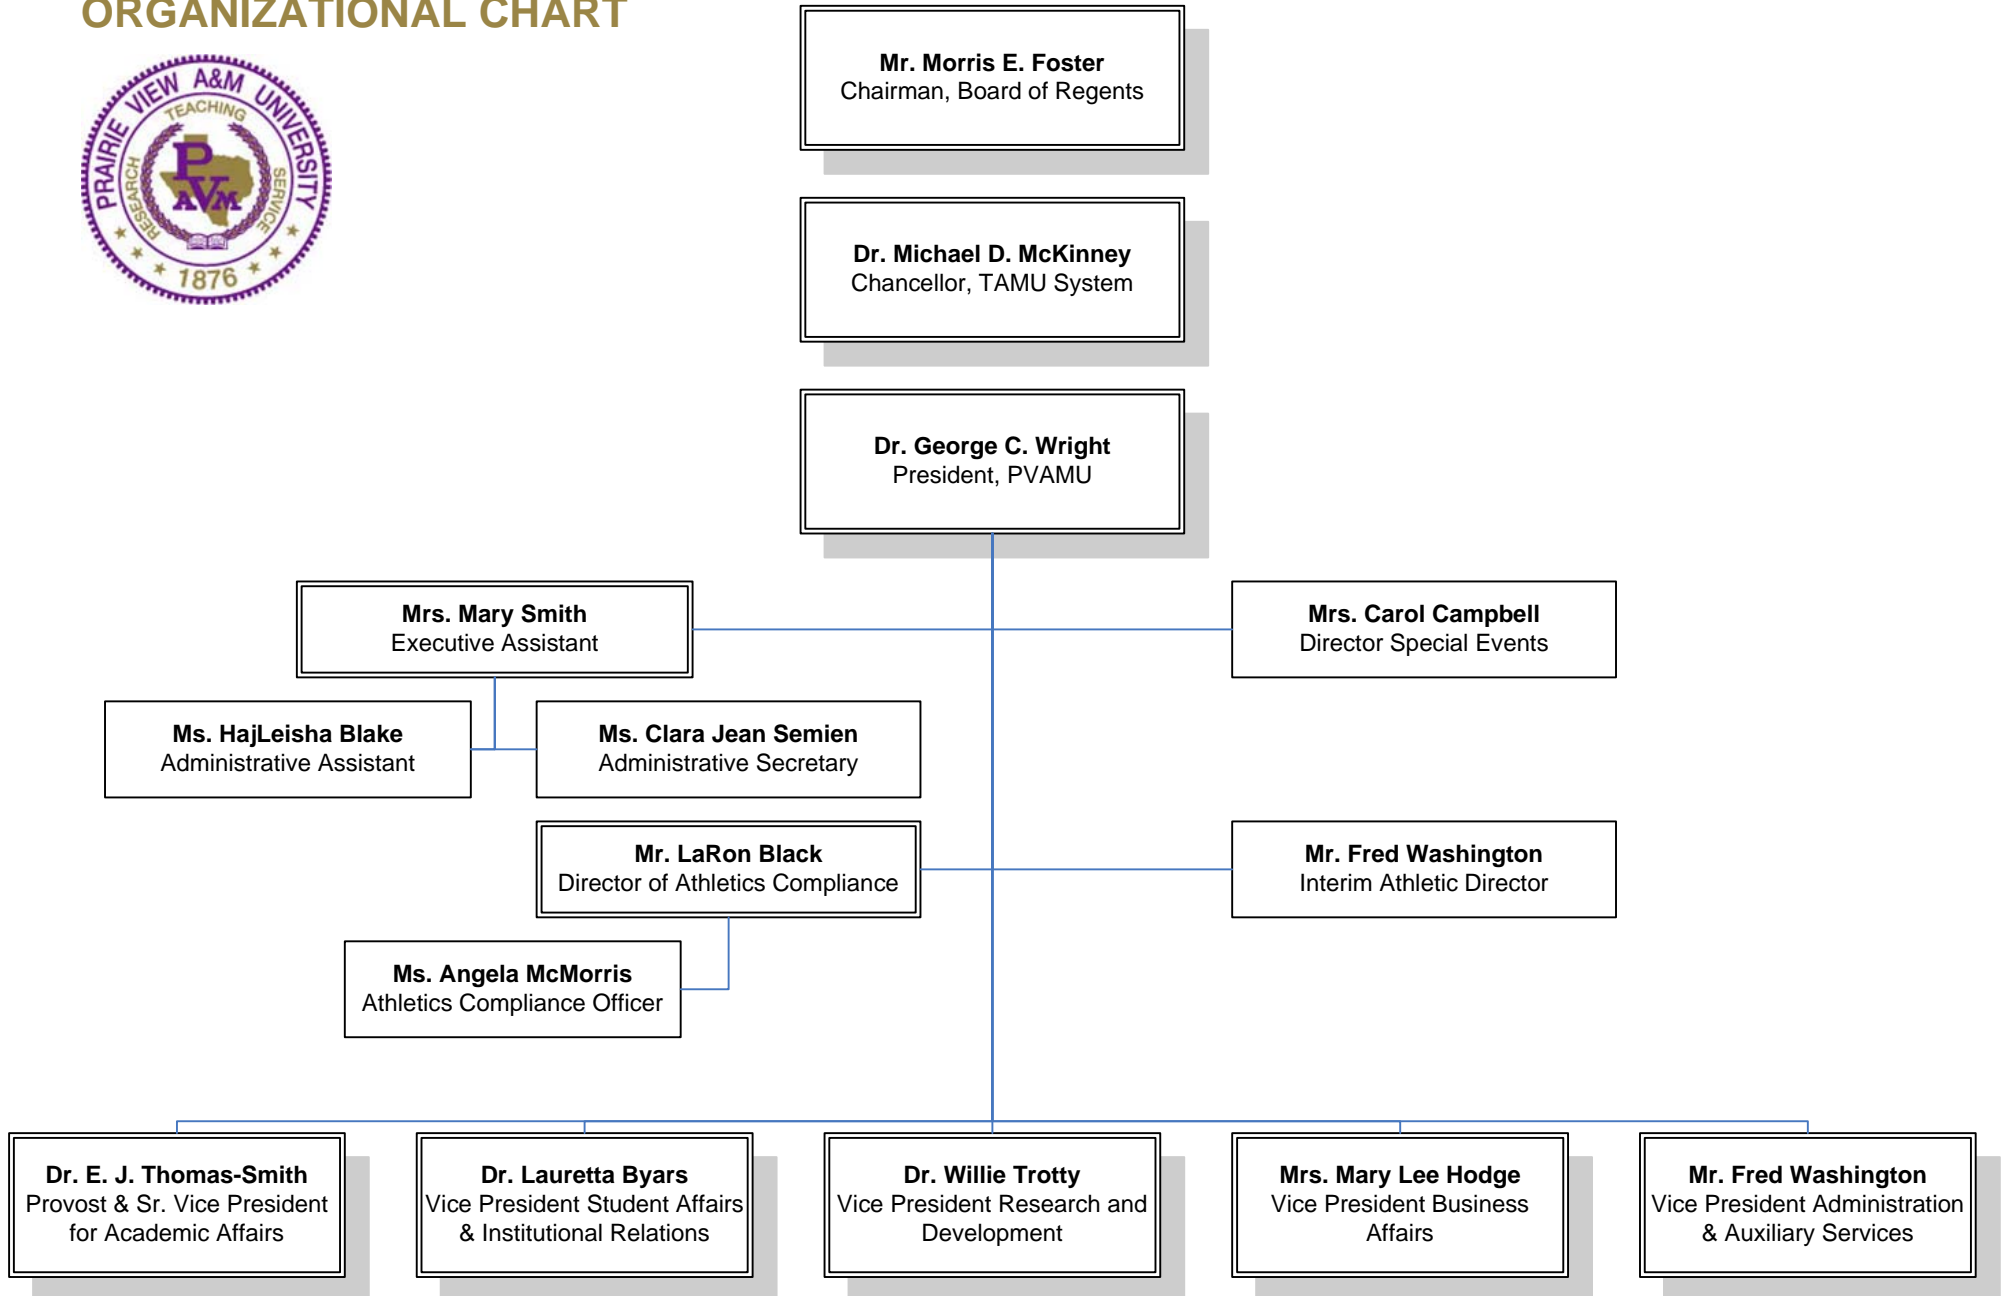 ORGANIZATIONAL CHART
PRAIRIE VIEW A&M UNIVERSITY
TEACHING
RESEARCH
SERVICE
P
AVM
1876
Mr. Morris E. Foster
Chairman, Board of Regents
Dr. Michael D. McKinney
Chancellor, TAMU System
Dr. George C. Wright
President, PVAMU
Mrs. Mary Smith
Executive Assistant
Mrs. Carol Campbell
Director Special Events
Ms. HajLeisha Blake
Administrative Assistant
Ms. Clara Jean Semien
Administrative Secretary
Mr. LaRon Black
Director of Athletics Compliance
Mr. Fred Washington
Interim Athletic Director
Ms. Angela McMorris
Athletics Compliance Officer
Dr. E. J. Thomas-Smith
Provost & Sr. Vice President
for Academic Affairs
Dr. Lauretta Byars
Vice President Student Affairs
& Institutional Relations
Dr. Willie Trotty
Vice President Research and
Development
Mrs. Mary Lee Hodge
Vice President Business
Affairs
Mr. Fred Washington
Vice President Administration
& Auxiliary Services